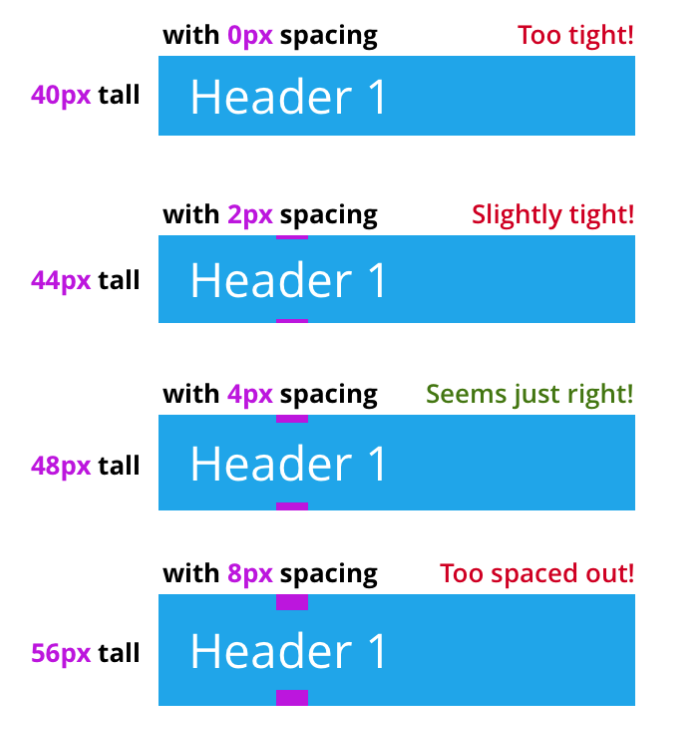 with 0px spacing Too tight!
40px tall Header 1
with 2px spacing Slightly tight!
44px tall Header 1
with 4px spacing Seems just right!
48px tall Header 1
with 8px spacing Too spaced out!
56px tall Header 1